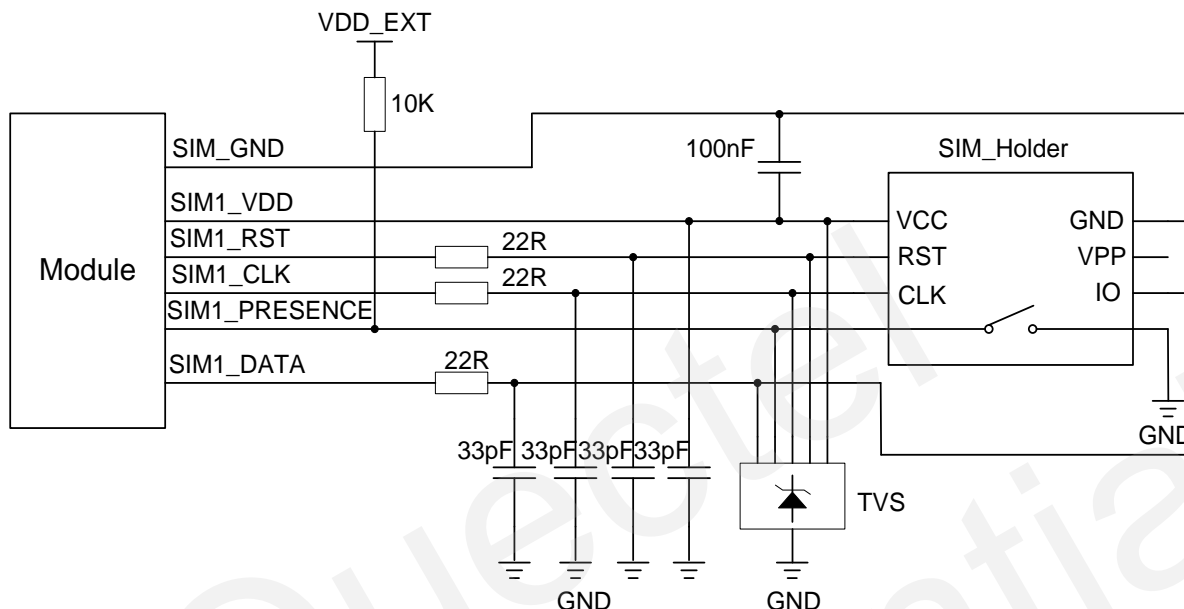 VDD_EXT
10K
SIM_GND
100nF
SIM_Holder
SIM1_VDD
VCC
GND
SIM1_RST
22R
RST
VPP
Module
SIM1_CLK
22R
CLK
IO
SIM1_PRESENCE
SIM1_DATA
22R
GND
33pF 33pF 33pF 33pF
TVS
GND
GND
Quectel